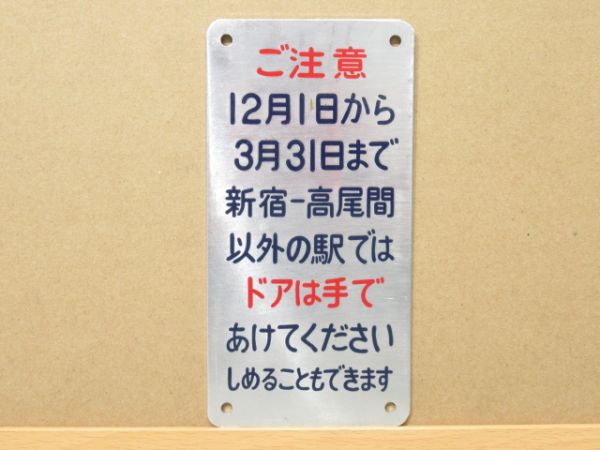 ご注意
12月1日から
3月31日まで
新宿-高尾間
以外の駅では
ドアは手で
あけてください
しめることもできます